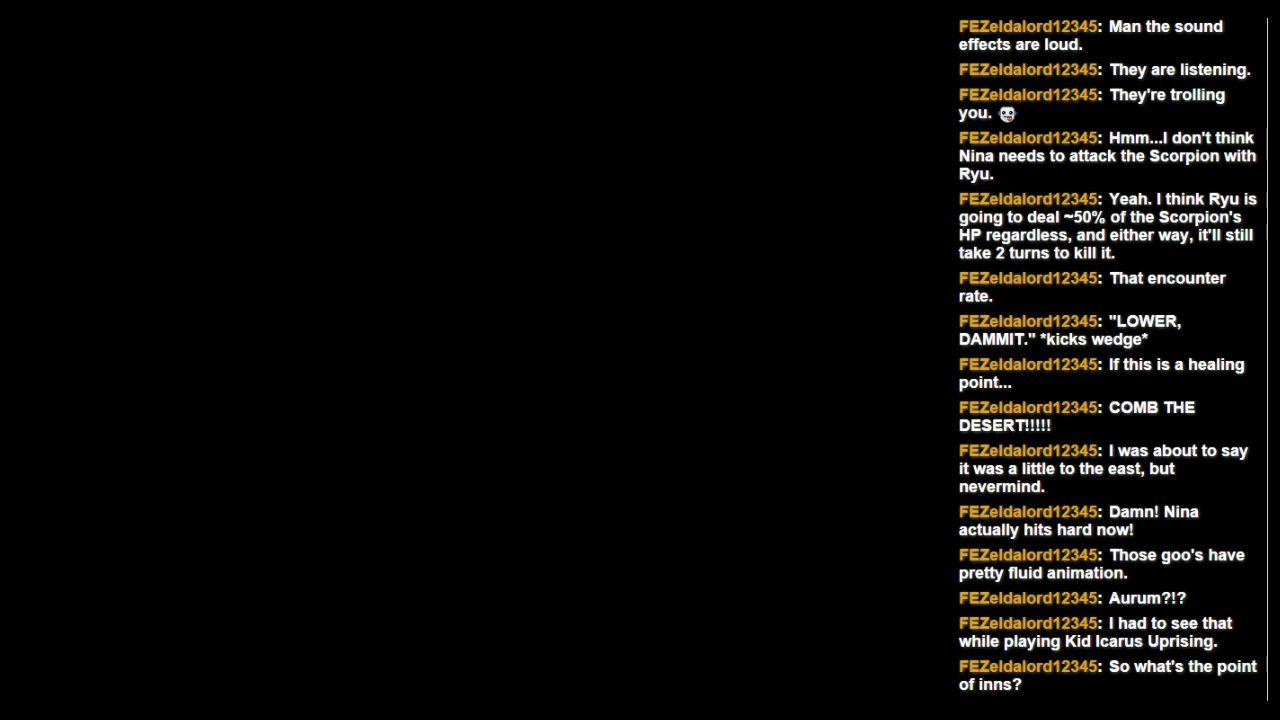 FEZeldalord12345: Man the sound
effects are loud.
FEZeldalord12345: They are listening.
FEZeldalord12345: They're trolling
you.
FEZeldalord12345: Hmm...I don't think
Nina needs to attack the Scorpion with
Ryu.
FEZeldalord12345: Yeah. I think Ryu is
going to deal ~50% of the Scorpion's
HP regardless, and either way, it'll still
take 2 turns to kill it.
FEZeldalord12345: That encounter
rate.
FEZeldalord12345: "LOWER,
DAMMIT." *kicks wedge*
FEZeldalord12345: If this is a healing
point...
FEZeldalord12345: COMB THE
DESERT!!!!!
FEZeldalord12345: I was about to say
it was a little to the east, but
nevermind.
FEZeldalord12345: Damn! Nina
actually hits hard now!
FEZeldalord12345: Those goo's have
pretty fluid animation.
FEZeldalord12345: Aurum?!?
FEZeldalord12345: I had to see that
while playing Kid Icarus Uprising.
FEZeldalord12345: So what's the point
of inns?